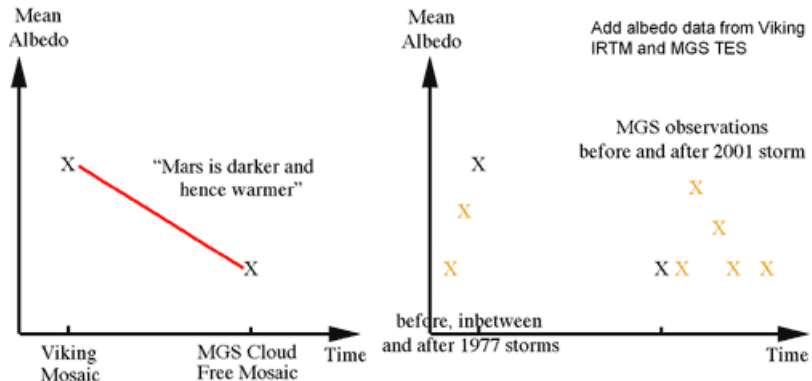 Mean
Albedo
X
“Mars is darker and
hence warmer”
X
Viking
Mosaic
MGS Cloud
Free Mosaic
Time
Mean
Albedo
Add albedo data from Viking
IRTM and MGS TES
MGS observations
before and after 2001 storm
X
X
X
X
X
X X X X
before, inbetween
and after 1977 storms
Time